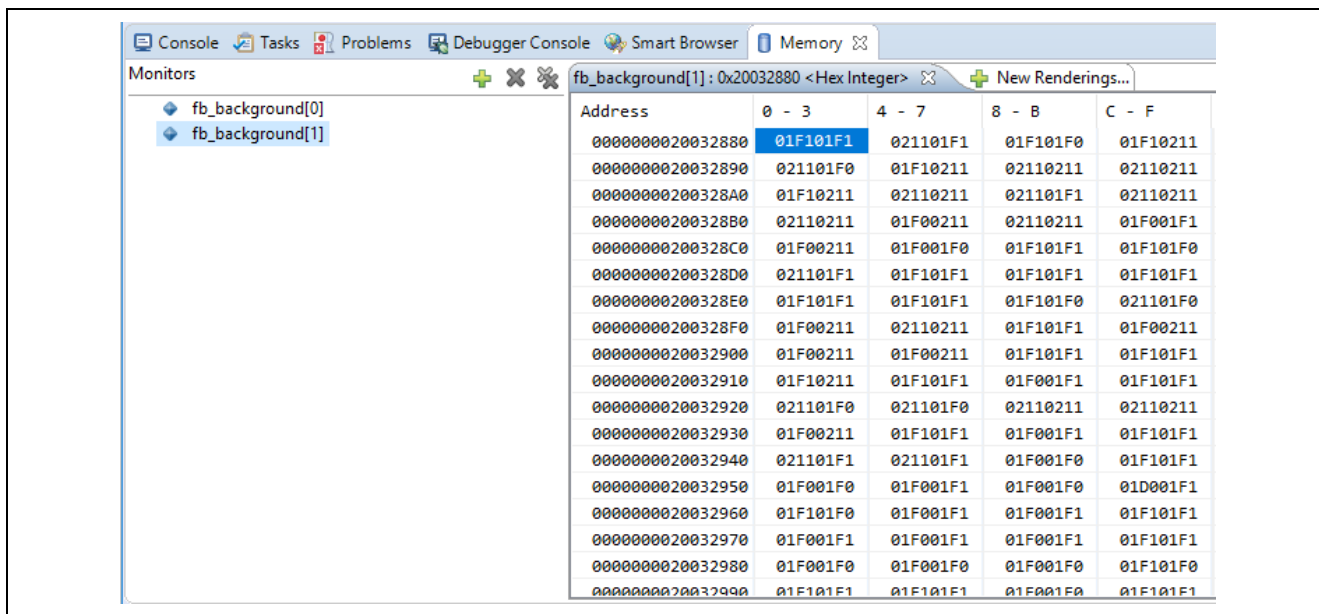 Console Tasks Problems Debugger Console Smart Browser Memory
Monitors
fb_background[0]
fb_background[1]
fb_background[1] : 0x20032880 <Hex Integer> New Renderings...
Address 0 - 3 4 - 7 8 - B C - F
0000000020032880 01F101F1 021101F1 01F101F0 01F10211
0000000020032890 021101F0 01F10211 02110211 02110211
00000000200328A0 01F10211 02110211 021101F1 02110211
00000000200328B0 02110211 01F00211 02110211 01F001F1
00000000200328C0 01F00211 01F001F0 01F101F1 01F101F0
00000000200328D0 021101F1 01F101F1 01F101F1 01F101F1
00000000200328E0 01F101F1 01F101F1 01F101F0 021101F0
00000000200328F0 01F00211 02110211 01F101F1 01F00211
0000000020032900 01F00211 01F00211 01F101F1 01F101F1
0000000020032910 01F10211 01F101F1 01F001F1 01F101F1
0000000020032920 021101F0 021101F0 02110211 02110211
0000000020032930 01F00211 01F101F1 01F001F1 01F101F1
0000000020032940 021101F1 021101F1 01F001F0 01F101F1
0000000020032950 01F001F0 01F001F1 01F001F0 01D001F1
0000000020032960 01F101F0 01F001F1 01F001F1 01F101F1
0000000020032970 01F001F1 01F001F1 01F001F1 01F101F1
0000000020032980 01F001F0 01F001F0 01F001F0 01F101F0
0000000020032990 01F101F1 01F101F1 01F001F0 01F101F1